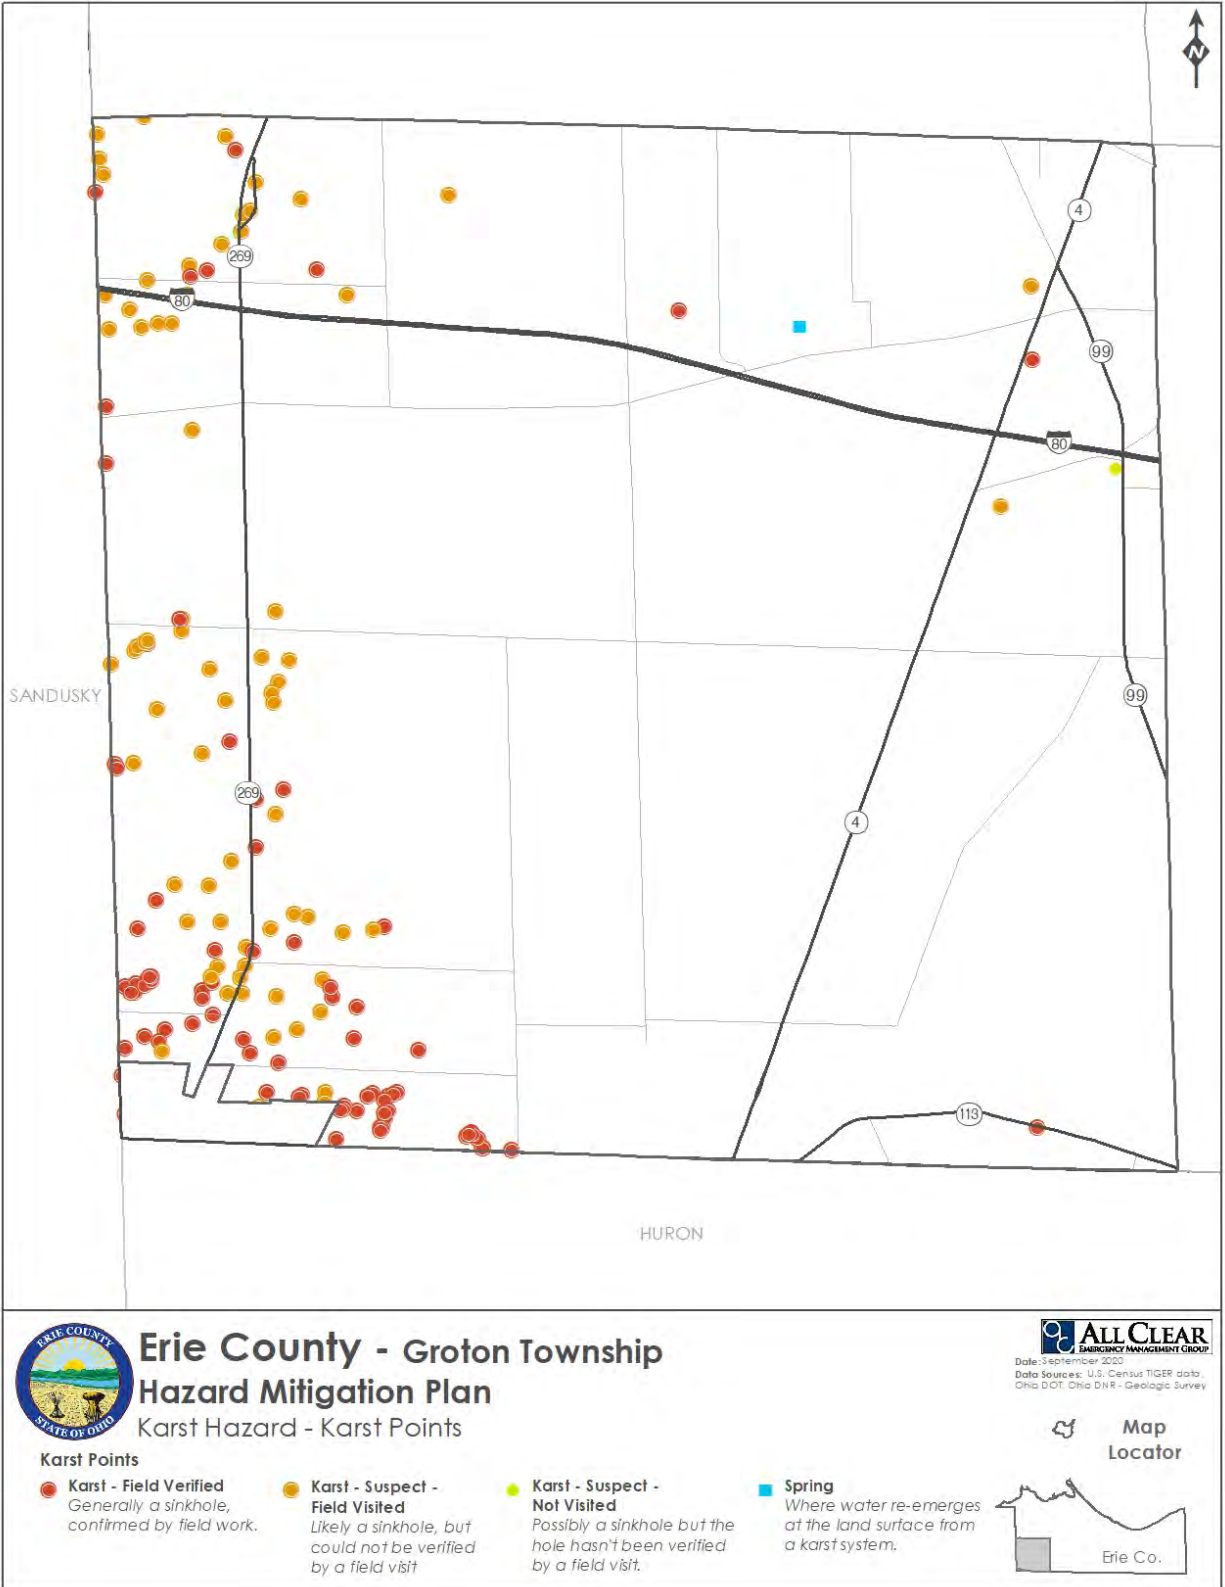 N
4
269
80
99
80
SANDUSKY
99
269
4
113
HURON
ERIE COUNTY
STATE OF OHIO
Erie County - Groton Township
Hazard Mitigation Plan
Karst Hazard - Karst Points
ALL CLEAR
EMERGENCY MANAGEMENT GROUP
Date: September 2020
Data Sources: U.S. Census TIGER data,
Ohio DOT, Ohio DNR - Geologic Survey
Map
Locator
Erie Co.
Karst Points
Karst - Field Verified
Generally a sinkhole,
confirmed by field work.
Karst - Suspect -
Field Visited
Likely a sinkhole, but
could not be verified
by a field visit
Karst - Suspect -
Not Visited
Possibly a sinkhole but the
hole hasn't been verified
by a field visit.
Spring
Where water re-emerges
at the land surface from
a karst system.